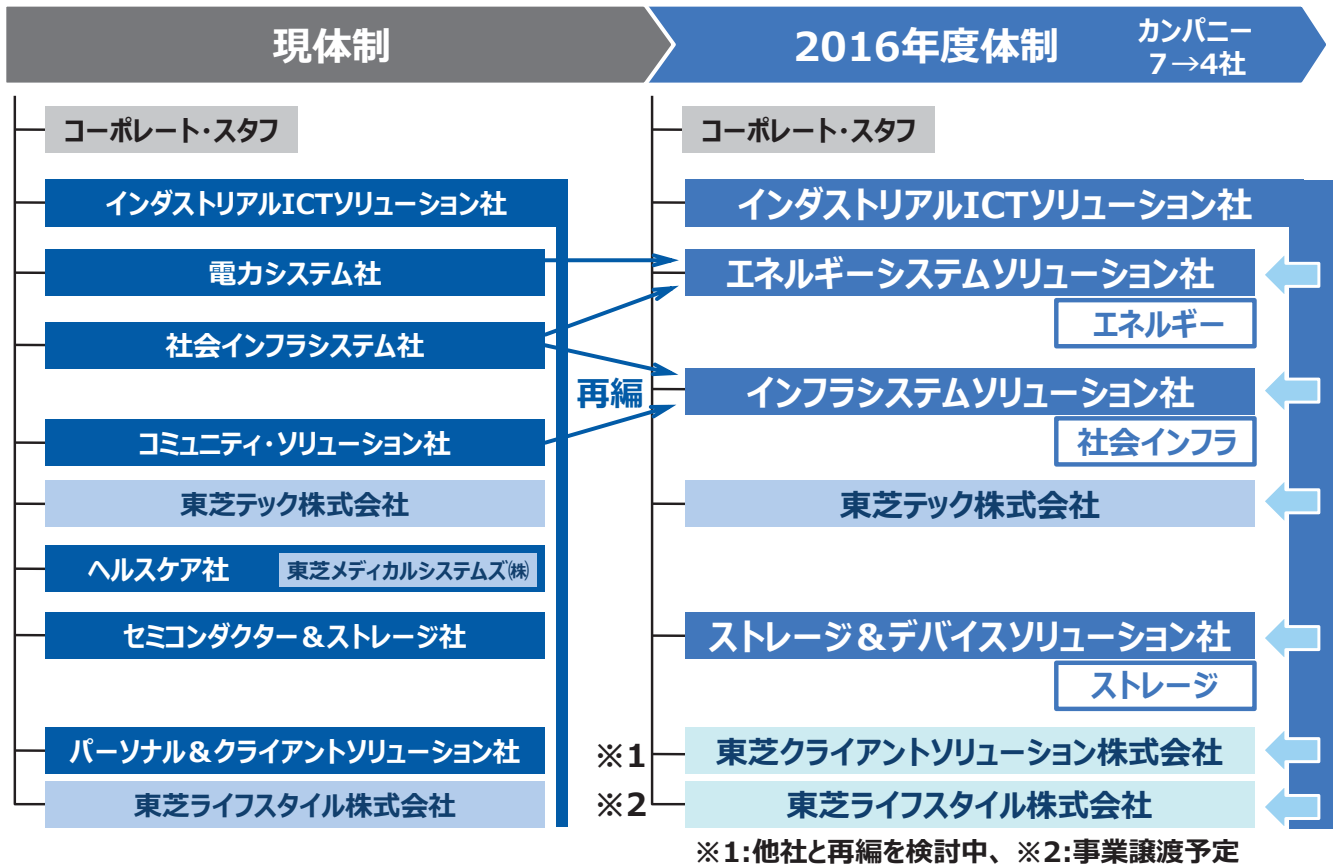 現体制
2016年度体制
カンパニー
7→4社
コーポレート・スタフ
インダストリアルICTソリューション社
電力システム社
社会インフラシステム社
コミュニティ・ソリューション社
東芝テック株式会社
ヘルスケア社
東芝メディカルシステムズ㈱
セミコンダクター&ストレージ社
パーソナル&クライアントソリューション社
東芝ライフスタイル株式会社
再編
※1
※2
コーポレート・スタフ
インダストリアルICTソリューション社
エネルギーシステムソリューション社
エネルギー
インフラシステムソリューション社
社会インフラ
東芝テック株式会社
ストレージ&デバイスソリューション社
ストレージ
東芝クライアントソリューション株式会社
東芝ライフスタイル株式会社
※1:他社と再編を検討中、※2:事業譲渡予定